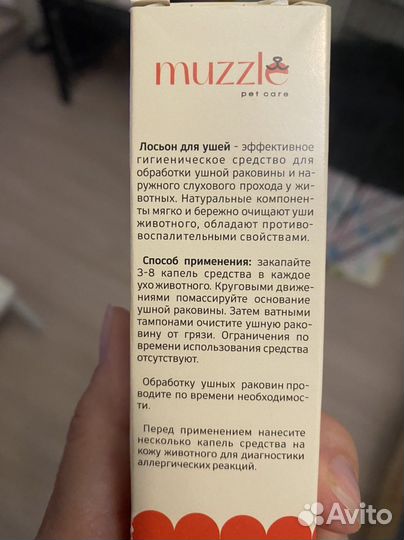 muzzle
pet care
Лосьон для ушей - эффективное
гигиеническое средство для
обработки ушной раковины и на-
ружного слухового прохода у жи-
вотных. Натуральные компонен-
ты мягко и бережно очищают уши
животного, обладают противо-
воспалительными свойствами.
Способ применения: закапайте
3-8 капель средства в каждое
ухо животного. Круговыми движе-
ниями помассируйте основание
ушной раковины. Затем ватными
тампонами очистите ушную рако-
вину от грязи. Ограничения по
времени использования средства
отсутствуют.
Обработку ушных раковин про-
водите по времени необходимос-
ти.
Перед применением нанесите
несколько капель средства на
кожу животного для диагностики
аллергических реакций.
Avito